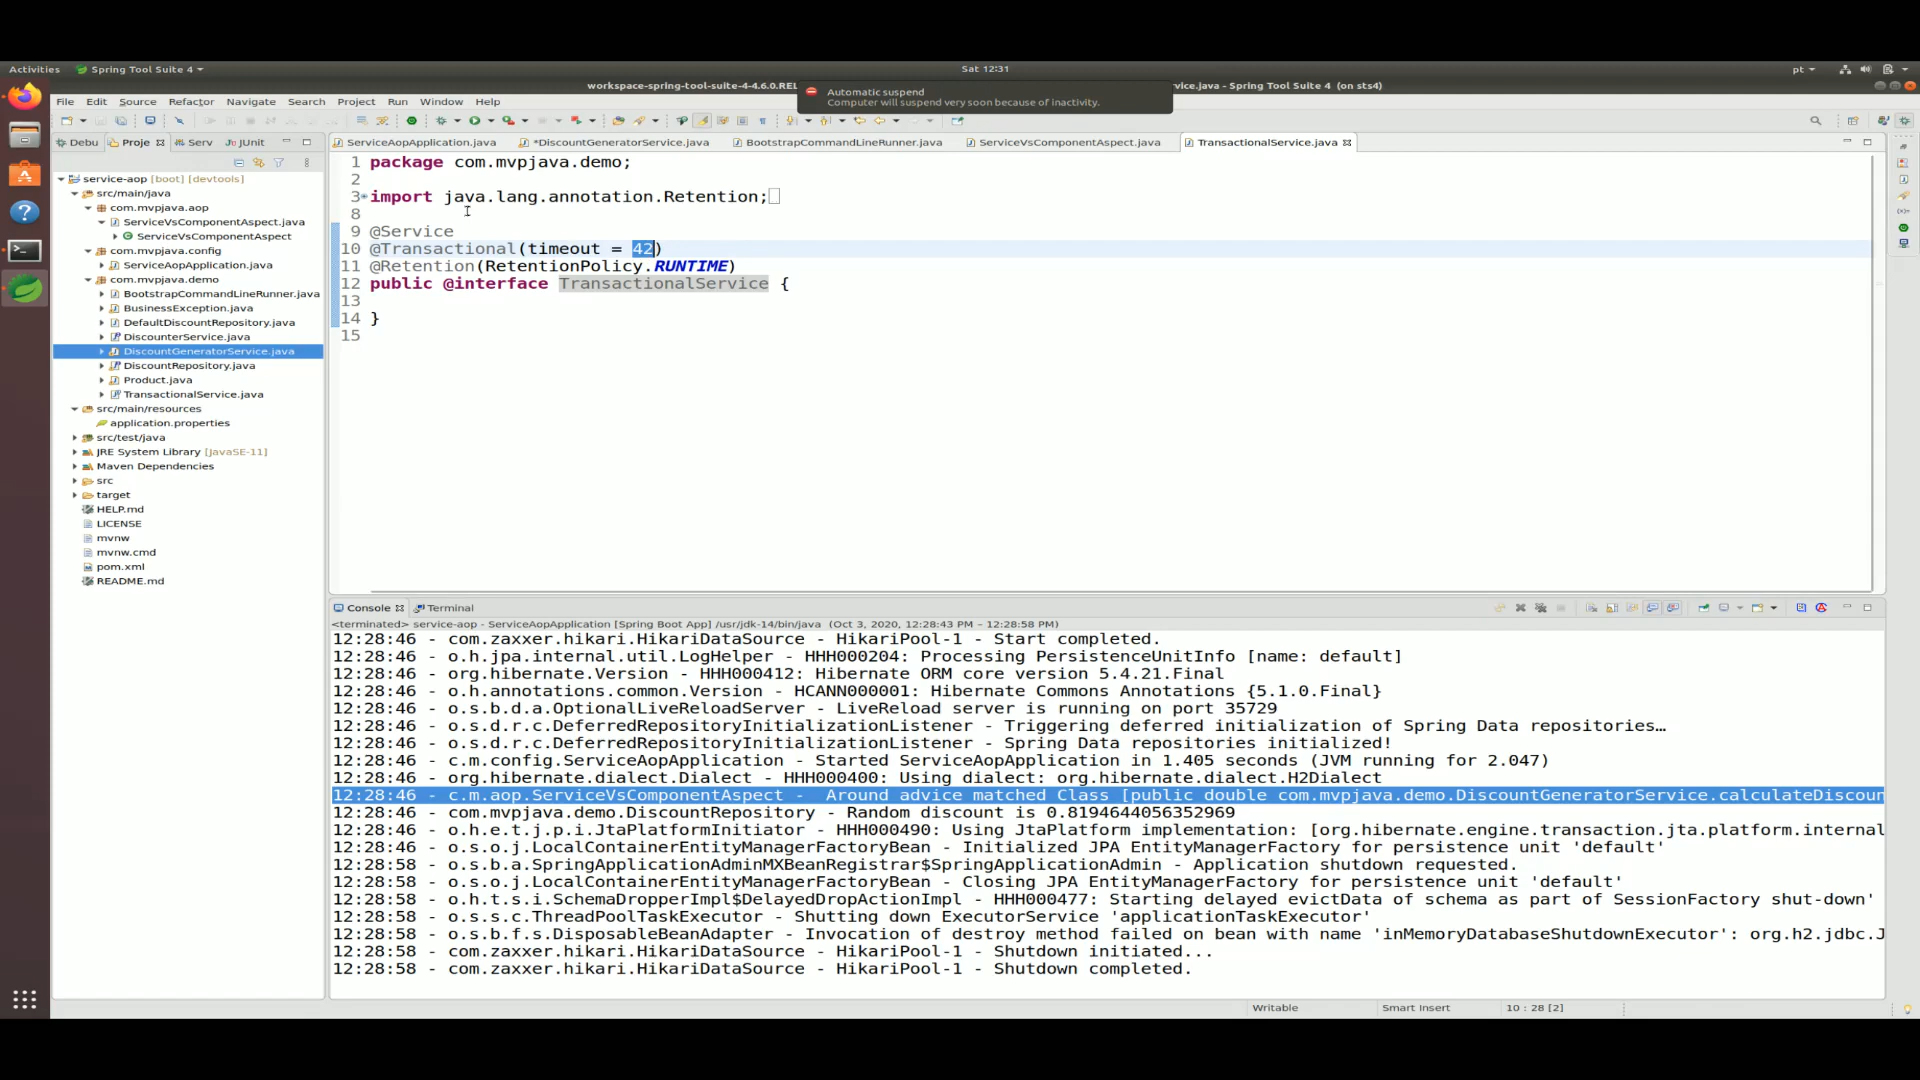 Activities
Spring Tool Suite 4
Sat 12:31
pt
workspace-spring-tool-suite-4-4.6.0.REL
rvice.java - Spring Tool Suite 4 (on sts4)
Automatic suspend
Computer will suspend very soon because of inactivity.
File Edit Source Refactor Navigate Search Project Run Window Help
Debu Proje Serv JUnit
ServiceAopApplication.java *DiscountGeneratorService.java BootstrapCommandLineRunner.java ServiceVsComponentAspect.java TransactionalService.java
service-aop [boot] [devtools]
src/main/java
com.mvpjava.aop
ServiceVsComponentAspect.java
ServiceVsComponentAspect
com.mvpjava.config
ServiceAopApplication.java
com.mvpjava.demo
BootstrapCommandLineRunner.java
BusinessException.java
DefaultDiscountRepository.java
DiscounterService.java
DiscountGeneratorService.java
DiscountRepository.java
Product.java
TransactionalService.java
src/main/resources
application.properties
src/test/java
JRE System Library [JavaSE-11]
Maven Dependencies
src
target
HELP.md
LICENSE
mvnw
mvnw.cmd
pom.xml
README.md
1 package com.mvpjava.demo;
2
3 import java.lang.annotation.Retention;
8
9 @Service
10 @Transactional(timeout = 42)
11 @Retention(RetentionPolicy.RUNTIME)
12 public @interface TransactionalService {
13
14 }
15
Console Terminal
<terminated> service-aop - ServiceAopApplication [Spring Boot App] /usr/jdk-14/bin/java (Oct 3, 2020, 12:28:43 PM – 12:28:58 PM)
12:28:46 - com.zaxxer.hikari.HikariDataSource - HikariPool-1 - Start completed.
12:28:46 - o.h.jpa.internal.util.LogHelper - HHH000204: Processing PersistenceUnitInfo [name: default]
12:28:46 - org.hibernate.Version - HHH000412: Hibernate ORM core version 5.4.21.Final
12:28:46 - o.h.annotations.common.Version - HCANN000001: Hibernate Commons Annotations {5.1.0.Final}
12:28:46 - o.s.b.d.a.OptionalLiveReloadServer - LiveReload server is running on port 35729
12:28:46 - o.s.d.r.c.DeferredRepositoryInitializationListener - Triggering deferred initialization of Spring Data repositories…
12:28:46 - o.s.d.r.c.DeferredRepositoryInitializationListener - Spring Data repositories initialized!
12:28:46 - c.m.config.ServiceAopApplication - Started ServiceAopApplication in 1.405 seconds (JVM running for 2.047)
12:28:46 - org.hibernate.dialect.Dialect - HHH000400: Using dialect: org.hibernate.dialect.H2Dialect
12:28:46 - c.m.aop.ServiceVsComponentAspect -  Around advice matched Class [public double com.mvpjava.demo.DiscountGeneratorService.calculateDiscoun
12:28:46 - com.mvpjava.demo.DiscountRepository - Random discount is 0.8194644056352969
12:28:46 - o.h.e.t.j.p.i.JtaPlatformInitiator - HHH000490: Using JtaPlatform implementation: [org.hibernate.engine.transaction.jta.platform.internal
12:28:46 - o.s.o.j.LocalContainerEntityManagerFactoryBean - Initialized JPA EntityManagerFactory for persistence unit 'default'
12:28:58 - o.s.b.a.SpringApplicationAdminMXBeanRegistrar$SpringApplicationAdmin - Application shutdown requested.
12:28:58 - o.s.o.j.LocalContainerEntityManagerFactoryBean - Closing JPA EntityManagerFactory for persistence unit 'default'
12:28:58 - o.h.t.s.i.SchemaDropperImpl$DelayedDropActionImpl - HHH000477: Starting delayed evictData of schema as part of SessionFactory shut-down'
12:28:58 - o.s.s.c.ThreadPoolTaskExecutor - Shutting down ExecutorService 'applicationTaskExecutor'
12:28:58 - o.s.b.f.s.DisposableBeanAdapter - Invocation of destroy method failed on bean with name 'inMemoryDatabaseShutdownExecutor': org.h2.jdbc.J
12:28:58 - com.zaxxer.hikari.HikariDataSource - HikariPool-1 - Shutdown initiated...
12:28:58 - com.zaxxer.hikari.HikariDataSource - HikariPool-1 - Shutdown completed.
Writable Smart Insert 10 : 28 [2]